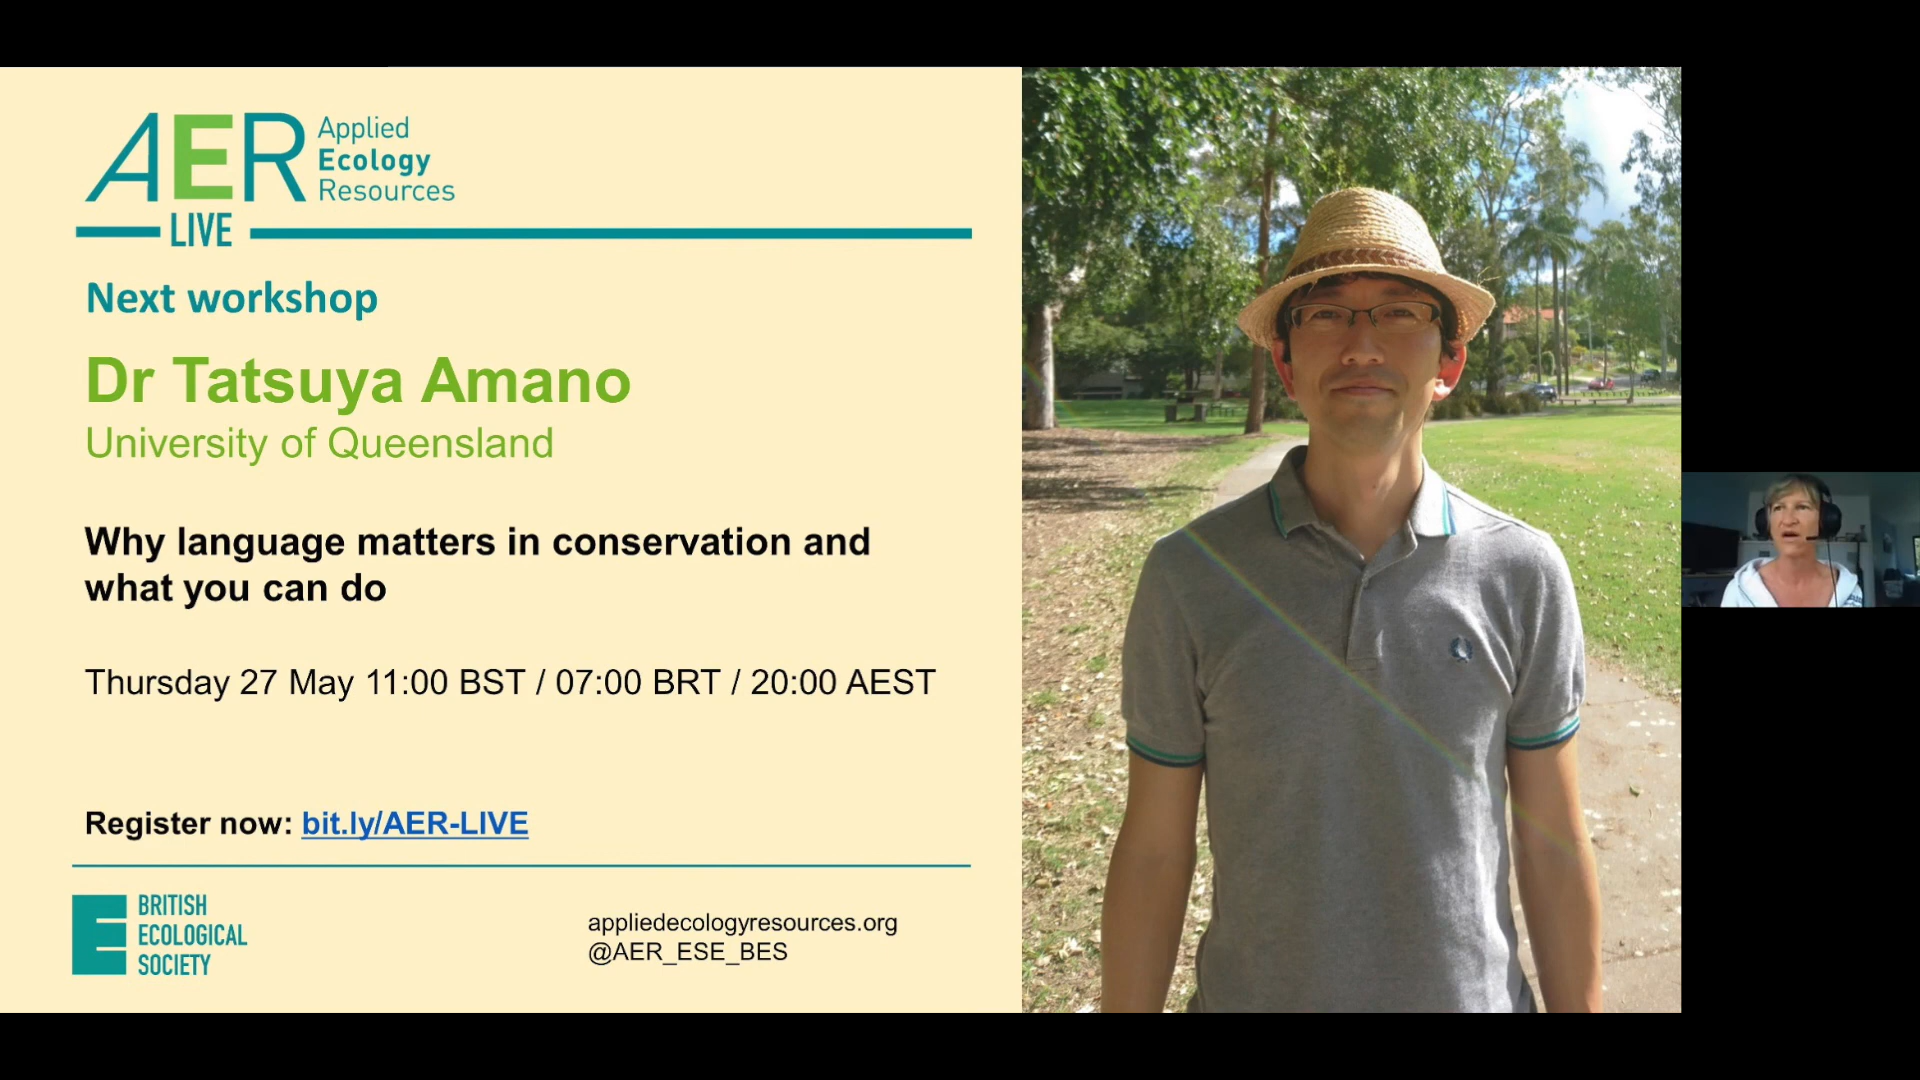 AER Applied
Ecology
Resources
LIVE
Next workshop
Dr Tatsuya Amano
University of Queensland
Why language matters in conservation and
what you can do
Thursday 27 May 11:00 BST / 07:00 BRT / 20:00 AEST
Register now: bit.ly/AER-LIVE
BRITISH
ECOLOGICAL
SOCIETY
appliedecologyresources.org
@AER_ESE_BES